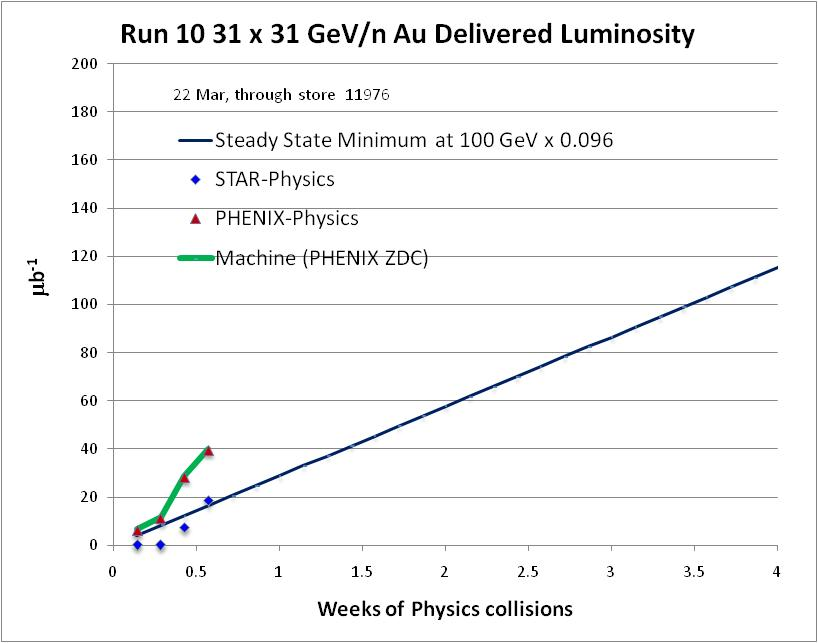 Run 10 31 x 31 GeV/n Au Delivered Luminosity
22 Mar, through store 11976
Steady State Minimum at 100 GeV x 0.096
STAR-Physics
PHENIX-Physics
Machine (PHENIX ZDC)
μb-1
200
180
160
140
120
100
80
60
40
20
0
0 0.5 1 1.5 2 2.5 3 3.5 4
Weeks of Physics collisions